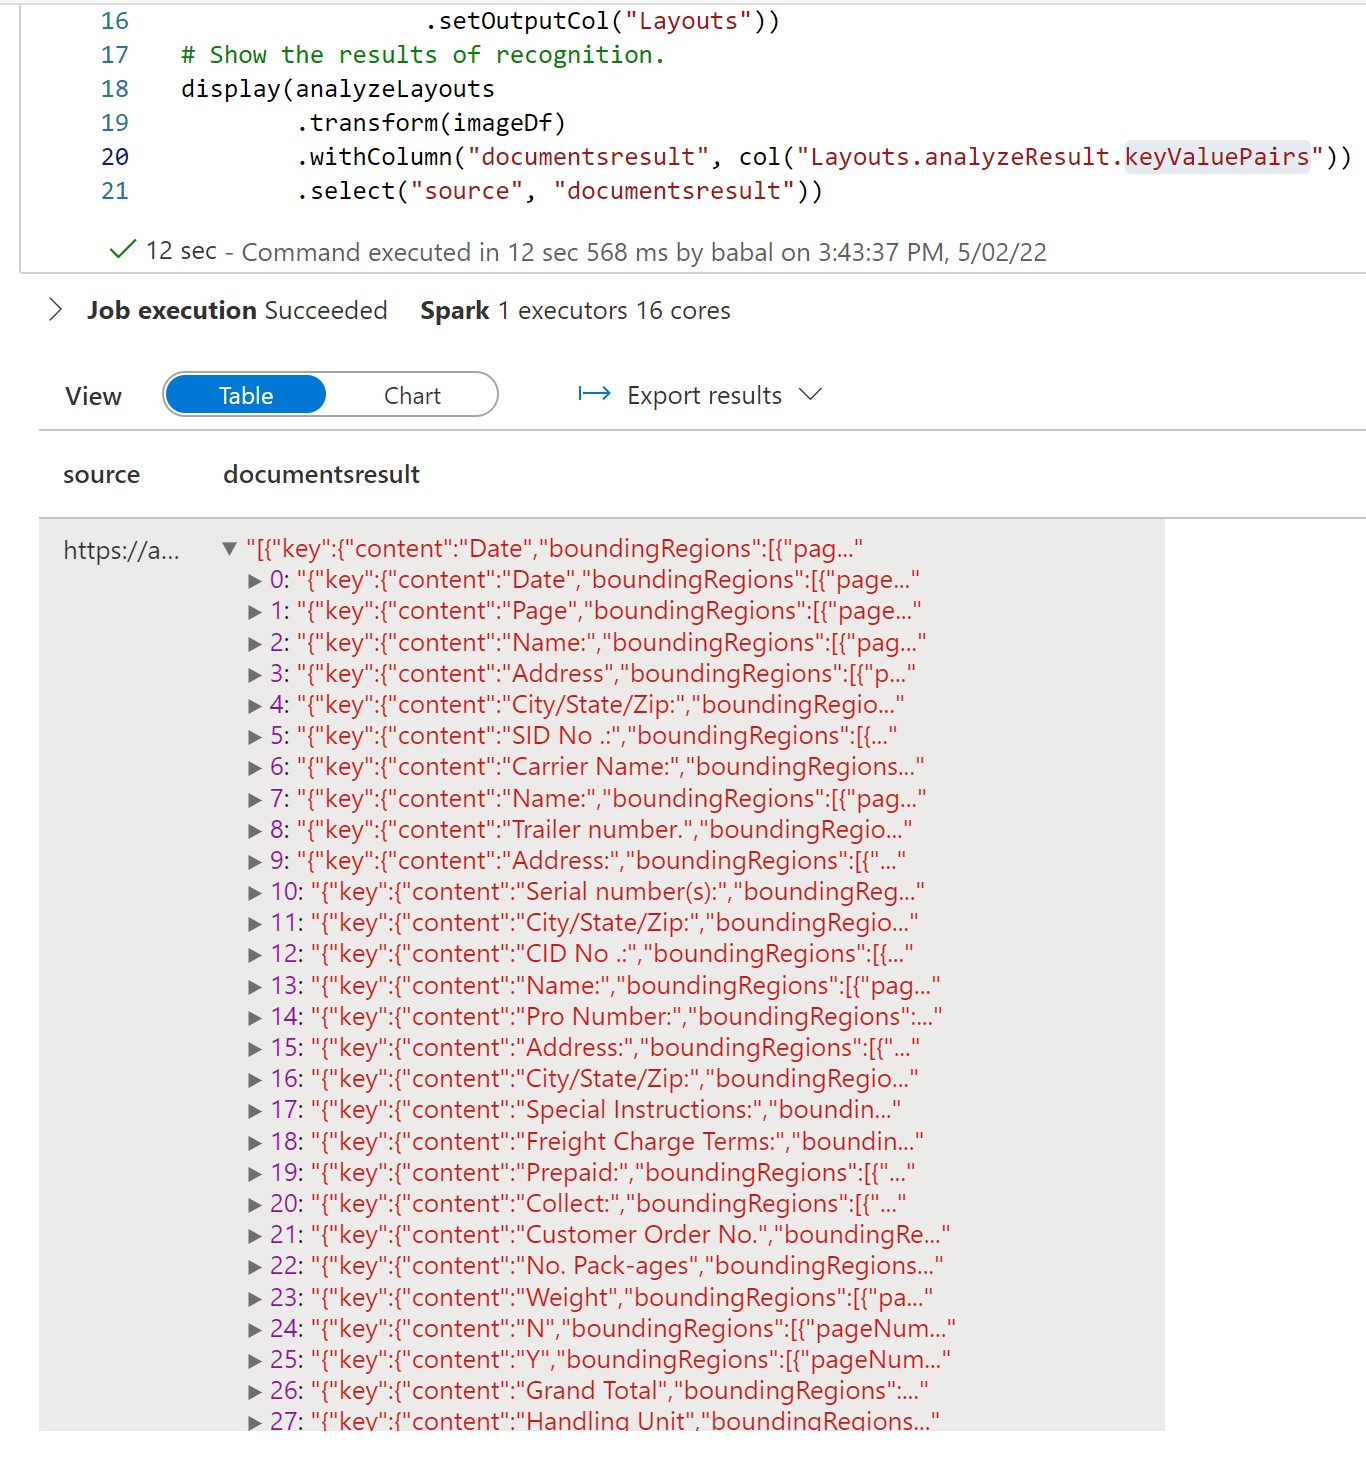 16 .setOutputCol("Layouts"))
17 # Show the results of recognition.
18 display(analyzeLayouts
19 .transform(imageDf)
20 .withColumn("documentsresult", col("Layouts.analyzeResult.keyValuePairs"))
21 .select("source", "documentsresult"))
12 sec - Command executed in 12 sec 568 ms by babal on 3:43:37 PM, 5/02/22
Job execution Succeeded Spark 1 executors 16 cores
View Table Chart Export results
source documentsresult
https://a... "[{"key":{"content":"Date","boundingRegions":[{"pag..."
0: "{"key":{"content":"Date","boundingRegions":[{"page..."
1: "{"key":{"content":"Page","boundingRegions":[{"page..."
2: "{"key":{"content":"Name:","boundingRegions":[{"pag..."
3: "{"key":{"content":"Address","boundingRegions":[{"p..."
4: "{"key":{"content":"City/State/Zip:","boundingRegio..."
5: "{"key":{"content":"SID No .:","boundingRegions":[{..."
6: "{"key":{"content":"Carrier Name:","boundingRegions..."
7: "{"key":{"content":"Name:","boundingRegions":[{"pag..."
8: "{"key":{"content":"Trailer number.","boundingRegio..."
9: "{"key":{"content":"Address:","boundingRegions":[{"..."
10: "{"key":{"content":"Serial number(s):","boundingReg..."
11: "{"key":{"content":"City/State/Zip:","boundingRegio..."
12: "{"key":{"content":"CID No .:","boundingRegions":[{..."
13: "{"key":{"content":"Name:","boundingRegions":[{"pag..."
14: "{"key":{"content":"Pro Number:","boundingRegions":..."
15: "{"key":{"content":"Address:","boundingRegions":[{"..."
16: "{"key":{"content":"City/State/Zip:","boundingRegio..."
17: "{"key":{"content":"Special Instructions:","boundin..."
18: "{"key":{"content":"Freight Charge Terms:","boundin..."
19: "{"key":{"content":"Prepaid:","boundingRegions":[{"..."
20: "{"key":{"content":"Collect:","boundingRegions":[{"..."
21: "{"key":{"content":"Customer Order No.","boundingRe..."
22: "{"key":{"content":"No. Pack-ages","boundingRegions..."
23: "{"key":{"content":"Weight","boundingRegions":[{"pa..."
24: "{"key":{"content":"N","boundingRegions":[{"pageNum..."
25: "{"key":{"content":"Y","boundingRegions":[{"pageNum..."
26: "{"key":{"content":"Grand Total","boundingRegions":..."
27: "{"key":{"content":"Handling Unit","boundingRegions..."